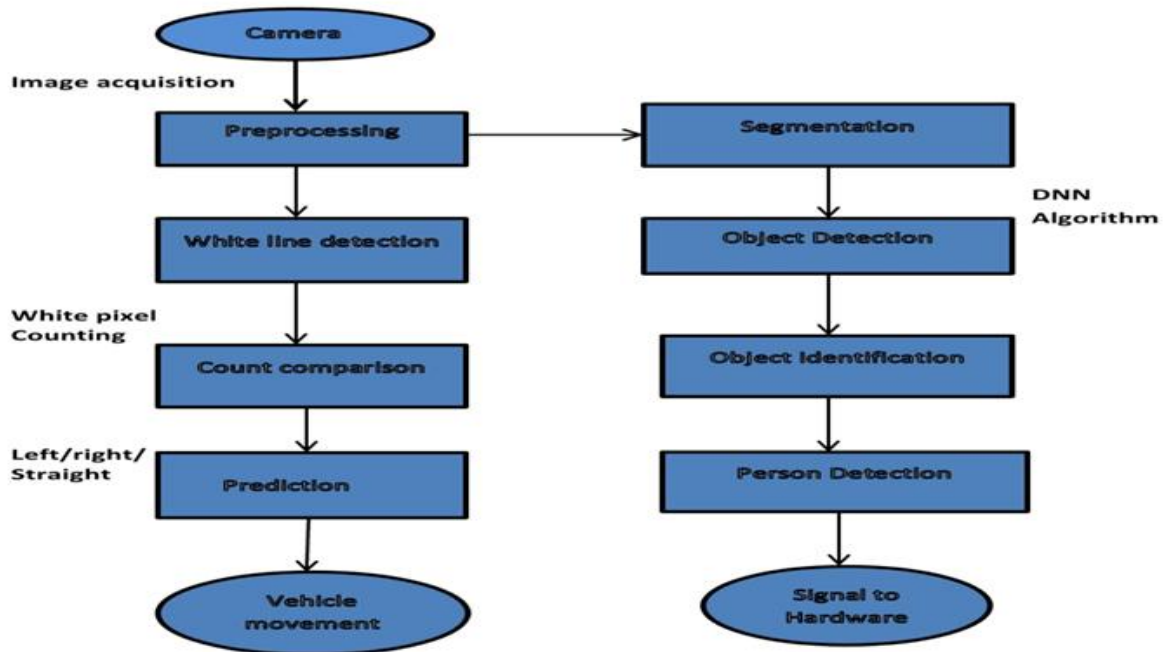 Camera
Image acquisition
Preprocessing
Segmentation
DNN
Algorithm
White line detection
Object Detection
White pixel
Counting
Count comparison
Object Identification
Left/right/
Straight
Prediction
Person Detection
Vehicle
movement
Signal to
Hardware